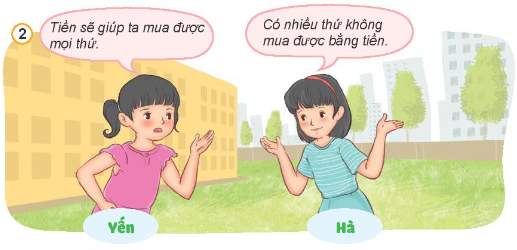 2
Tiền sẽ giúp ta mua được
mọi thứ.
Có nhiều thứ không
mua được bằng tiền.
Yến
Hà